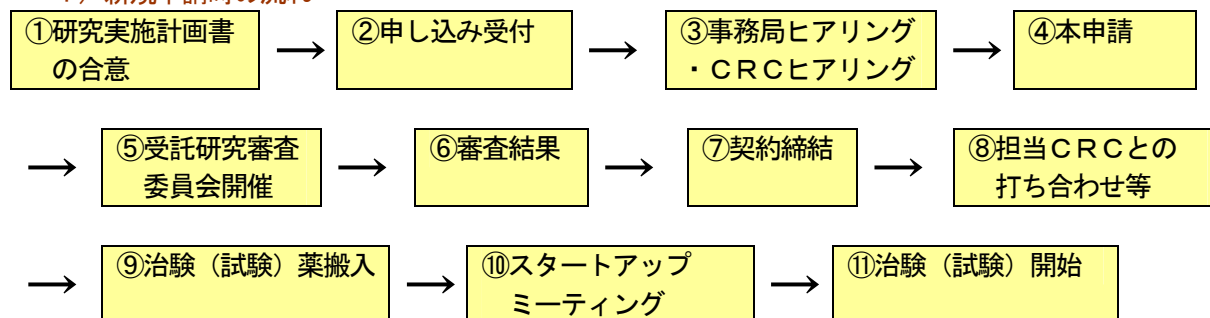 ①研究実施計画書
の合意
②申し込み受付
③事務局ヒアリング
・ＣＲＣヒアリング
④本申請
⑤受託研究審査
委員会開催
⑥審査結果
⑦契約締結
⑧担当ＣＲＣとの
打ち合わせ等
⑨治験（試験）薬搬入
⑩スタートアップ
ミーティング
⑪治験（試験）開始